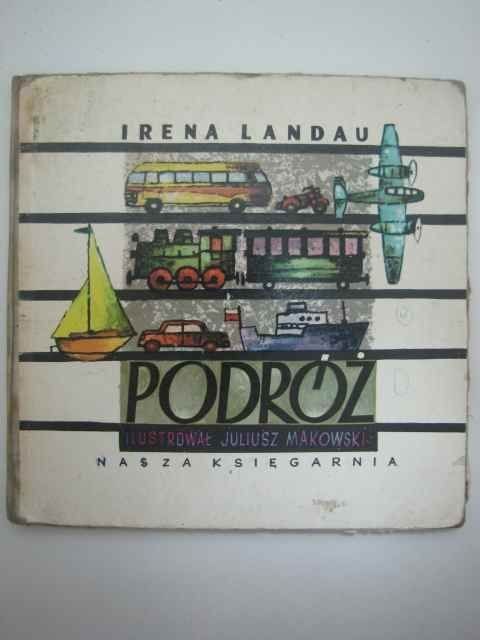 IRENA LANDAU
PODRÓŻ
ILUSTROWAŁ JULIUSZ MAKOWSKI
NASZA KSIĘGARNIA